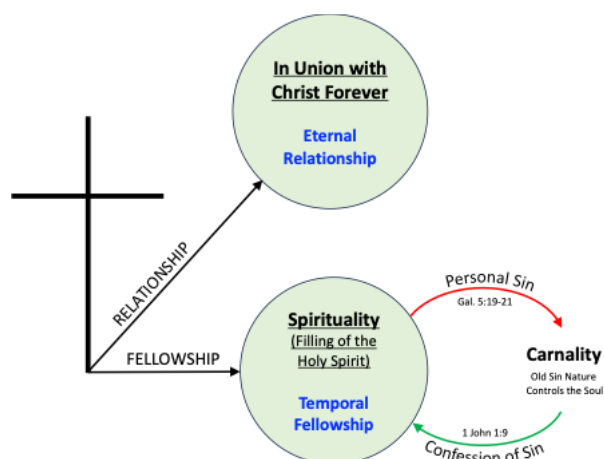 In Union with
Christ Forever
Eternal
Relationship
RELATIONSHIP
FELLOWSHIP
Spirituality
(Filling of the
Holy Spirit)
Temporal
Fellowship
Personal Sin
Gal. 5:19-21
Carnality
Old Sin Nature
Controls the Soul
1 John 1:9
Confession of Sin